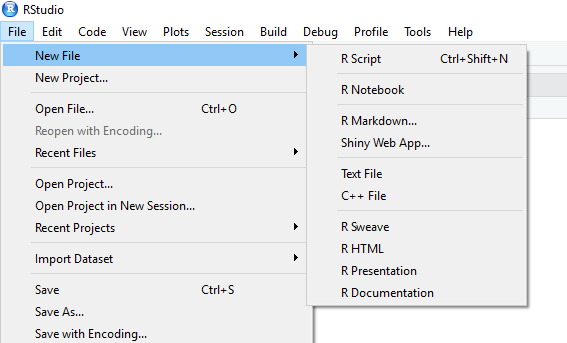 RStudio
File Edit Code View Plots Session Build Debug Profile Tools Help
New File
New Project...
Open File... Ctrl+O
Reopen with Encoding...
Recent Files
Open Project...
Open Project in New Session...
Recent Projects
Import Dataset
Save Ctrl+S
Save As...
Save with Encoding...
R Script Ctrl+Shift+N
R Notebook
R Markdown...
Shiny Web App...
Text File
C++ File
R Sweave
R HTML
R Presentation
R Documentation